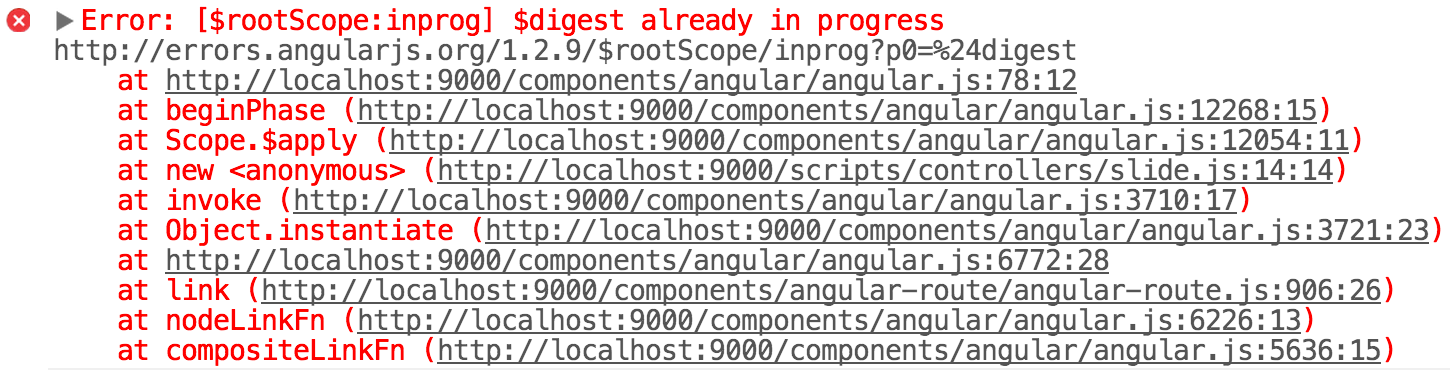 Error: [$rootScope:inprog] $digest already in progress
http://errors.angularjs.org/1.2.9/$rootScope/inprog?p0=%24digest
at http://localhost:9000/components/angular/angular.js:78:12
at beginPhase (http://localhost:9000/components/angular/angular.js:12268:15)
at Scope.$apply (http://localhost:9000/components/angular/angular.js:12054:11)
at new <anonymous> (http://localhost:9000/scripts/controllers/slide.js:14:14)
at invoke (http://localhost:9000/components/angular/angular.js:3710:17)
at Object.instantiate (http://localhost:9000/components/angular/angular.js:3721:23)
at http://localhost:9000/components/angular/angular.js:6772:28
at link (http://localhost:9000/components/angular-route/angular-route.js:906:26)
at nodeLinkFn (http://localhost:9000/components/angular/angular.js:6226:13)
at compositeLinkFn (http://localhost:9000/components/angular/angular.js:5636:15)